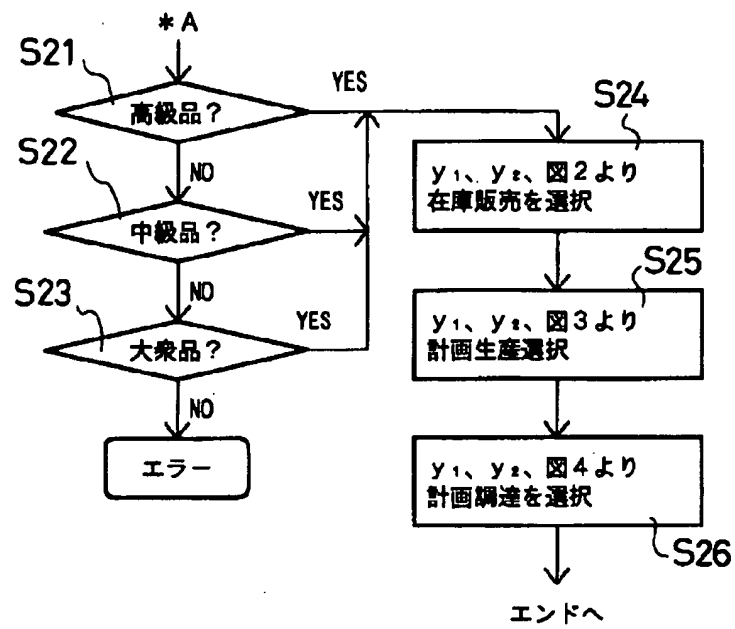 *A
S21
高級品?
YES
NO
S22
中級品?
YES
NO
S23
大衆品?
YES
NO
エラー
S24
y₁、y₂、図2より
在庫販売を選択
S25
y₁、y₂、図3より
計画生産選択
y₁、y₂、図4より
計画調達を選択
S26
エンドへ